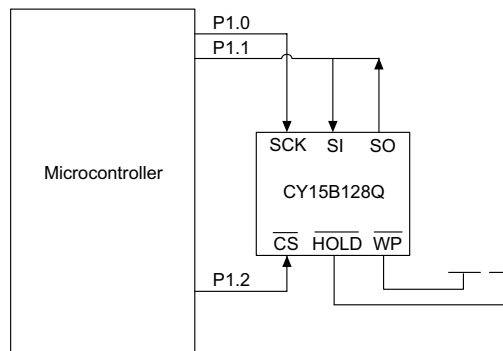 P1.0
P1.1
SCK SI SO
Microcontroller
CY15B128Q
CS HOLD WP
P1.2